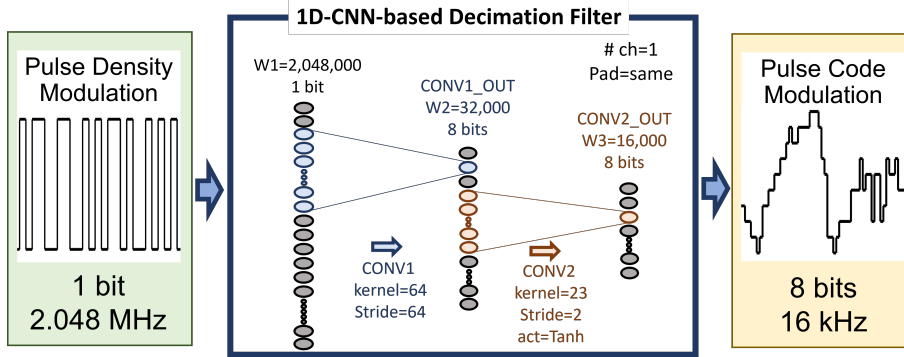 1D-CNN-based Decimation Filter
Pulse Density
Modulation
1 bit
2.048 MHz
W1=2,048,000
1 bit
CONV1_OUT
W2=32,000
8 bits
# ch=1
Pad=same
CONV2_OUT
W3=16,000
8 bits
CONV1
kernel=64
Stride=64
CONV2
kernel=23
Stride=2
act=Tanh
Pulse Code
Modulation
8 bits
16 kHz